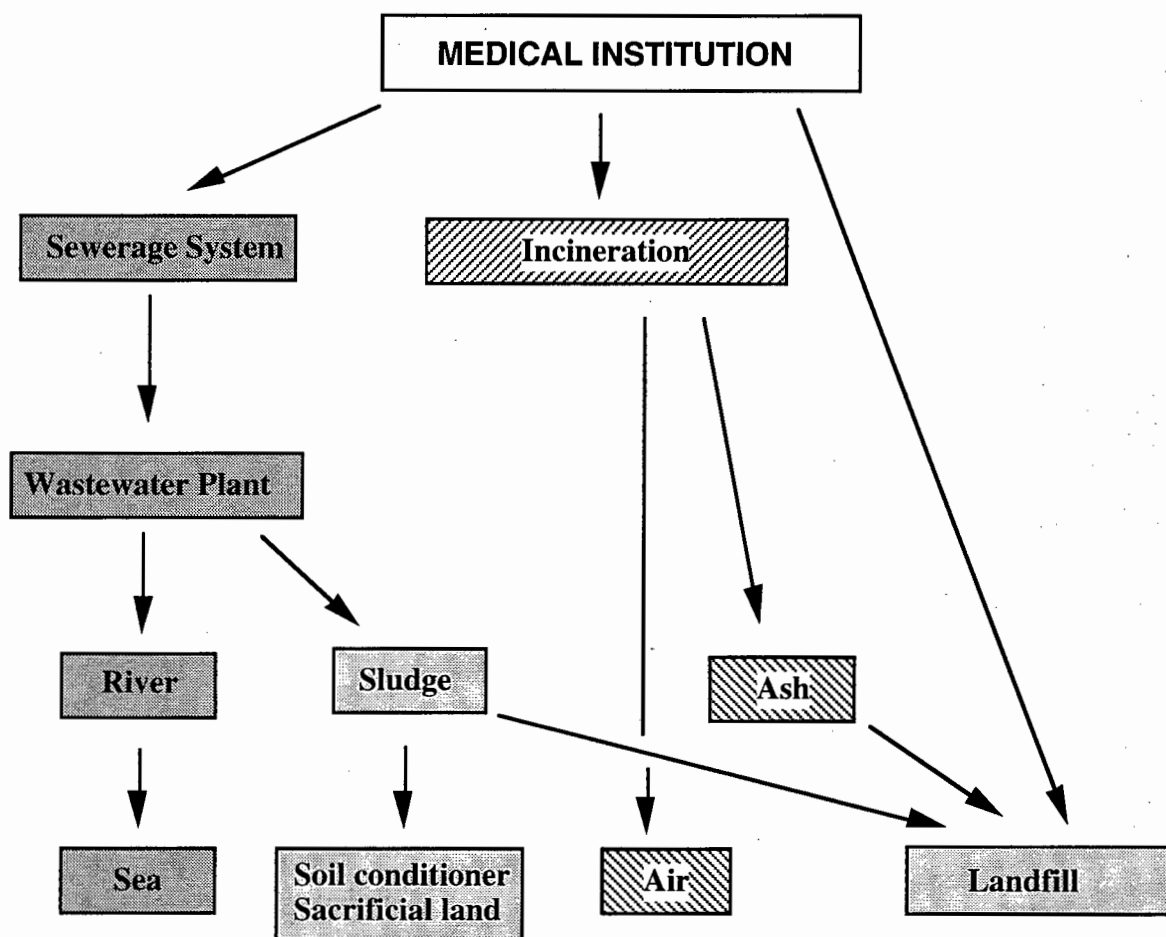 MEDICAL INSTITUTION
Sewerage System
Incineration
Wastewater Plant
River
Sludge
Ash
Sea
Soil conditioner
Sacrificial land
Air
Landfill